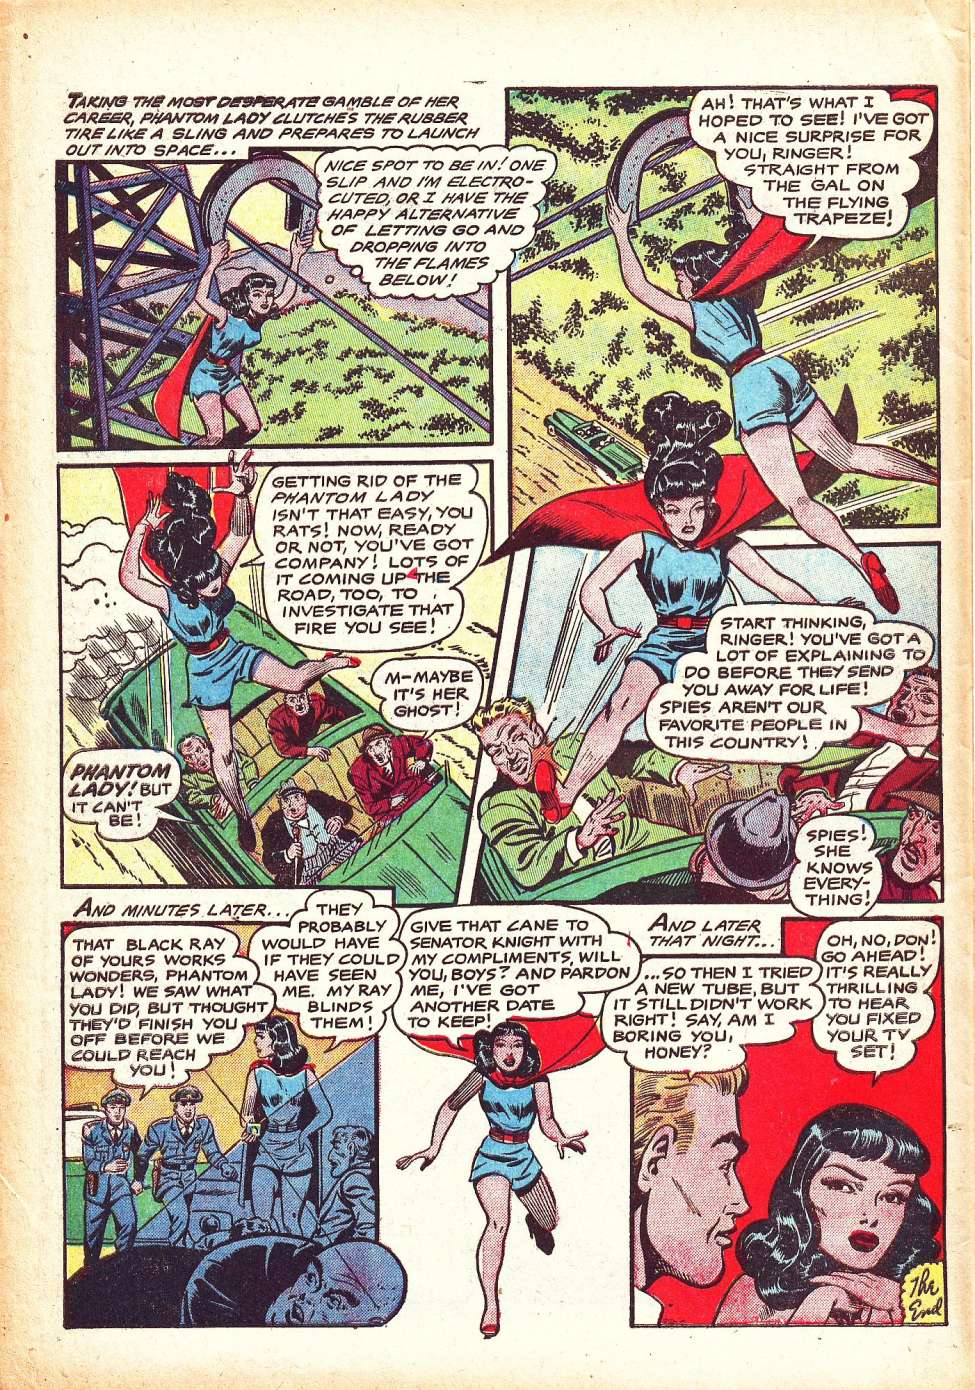 TAKING THE MOST DESPERATE GAMBLE OF HER
CAREER, PHANTOM LADY CLUTCHES THE RUBBER
TIRE LIKE A SLING AND PREPARES TO LAUNCH
OUT INTO SPACE...
NICE SPOT TO BE IN! ONE
SLIP AND I'M ELECTRO-
CUTED, OR I HAVE THE
HAPPY ALTERNATIVE
OF LETTING GO AND
DROPPING INTO
THE FLAMES
BELOW!
AH! THAT'S WHAT I
HOPED TO SEE! I'VE GOT
A NICE SURPRISE FOR
YOU, RINGER!
STRAIGHT FROM
THE GAL ON
THE FLYING
TRAPEZE!
GETTING RID OF THE
PHANTOM LADY
ISN'T THAT EASY, YOU
RATS! NOW, READY
OR NOT, YOU'VE GOT
COMPANY! LOTS OF
IT COMING UP THE
ROAD, TOO, TO
INVESTIGATE THAT
FIRE YOU SEE!
M-MAYBE
IT'S HER
GHOST!
PHANTOM
LADY! BUT
IT CAN'T
BE!
START THINKING,
RINGER! YOU'VE GOT A
LOT OF EXPLAINING TO
DO BEFORE THEY SEND
YOU AWAY FOR LIFE!
SPIES AREN'T OUR
FAVORITE PEOPLE IN
THIS COUNTRY!
SPIES!
SHE
KNOWS
EVERY-
THING!
AND MINUTES LATER...
THAT BLACK RAY
OF YOURS WORKS
WONDERS, PHANTOM
LADY! WE SAW WHAT
YOU DID, BUT THOUGHT
THEY'D FINISH YOU
OFF BEFORE WE
COULD REACH
YOU!
THEY
PROBABLY
WOULD HAVE
IF THEY COULD
HAVE SEEN
ME. MY RAY
BLINDS
THEM!
GIVE THAT CANE TO
SENATOR KNIGHT WITH
MY COMPLIMENTS, WILL
YOU, BOYS? AND PARDON
ME, I'VE GOT
ANOTHER DATE
TO KEEP!
AND LATER
THAT NIGHT...
...SO THEN I TRIED
A NEW TUBE, BUT
IT STILL DIDN'T WORK
RIGHT! SAY, AM I
BORING YOU,
HONEY?
OH, NO, DON!
GO AHEAD!
IT'S REALLY
THRILLING
TO HEAR
YOU FIXED
YOUR TV
SET!
The
End